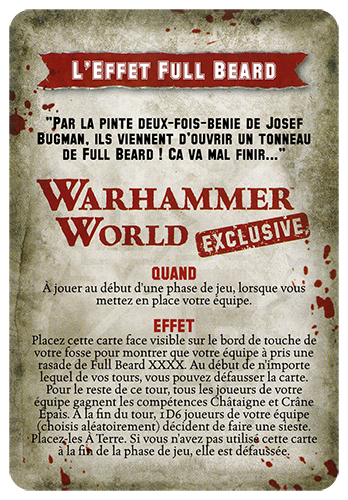 L'Effet Full Beard
"Par la pinte deux-fois-benie de Josef
Bugman, ils viennent d'ouvrir un tonneau
de Full Beard ! Ca va mal finir..."
Warhammer
World
EXCLUSIVE
QUAND
À jouer au début d'une phase de jeu, lorsque vous
mettez en place votre équipe.
EFFET
Placez cette carte face visible sur le bord de touche de
votre fosse pour montrer que votre équipe à pris une
rasade de Full Beard XXXX. Au début de n'importe
lequel de vos tours, vous pouvez défausser la carte.
Pour le reste de ce tour, tous les joueurs de votre
équipe gagnent les compétences Châtaigne et Crâne
Épais. À la fin du tour, 1D6 joueurs de votre équipe
(choisis aléatoirement) décident de faire une sieste.
Placez-les À Terre. Si vous n'avez pas utilisé cette carte
à la fin de la phase de jeu, elle est défaussée.